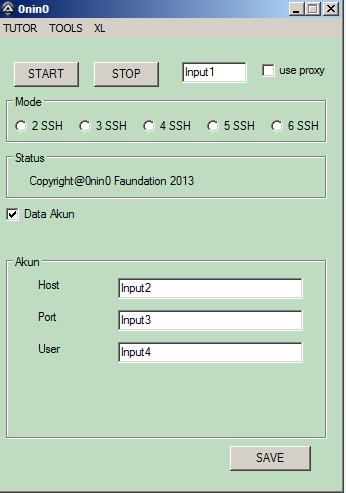 0nin0
TUTOR TOOLS XL
START STOP Input1 use proxy
Mode
2 SSH 3 SSH 4 SSH 5 SSH 6 SSH
Status
Copyright@0nin0 Faundation 2013
Data Akun
Akun
Host Input2
Port Input3
User Input4
SAVE